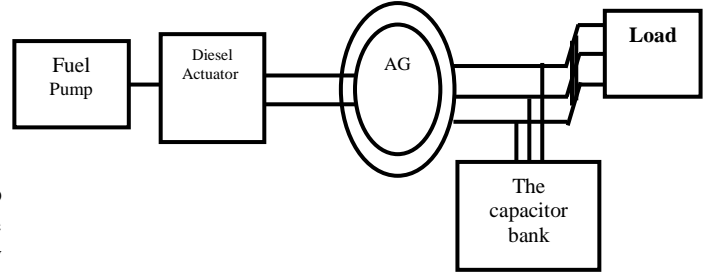 Fuel
Pump
Diesel
Actuator
AG
Load
The
capacitor
bank